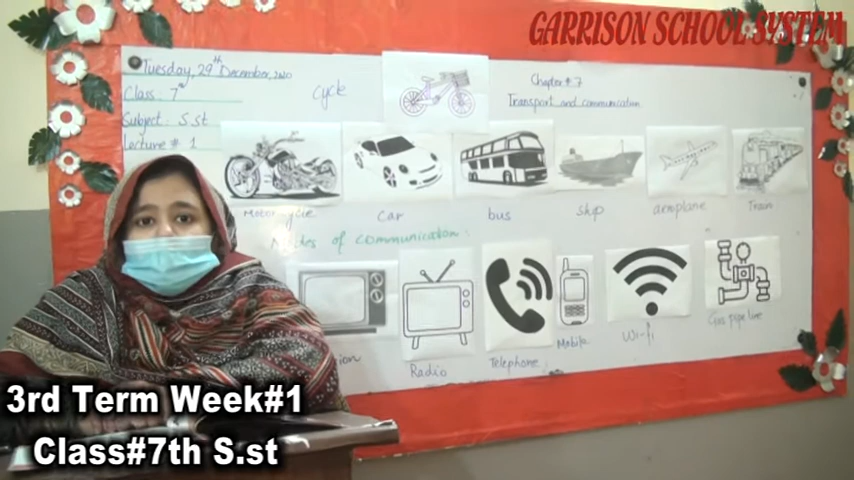 GARRISON SCHOOL SYSTEM
Tuesday, 29th December, 2020
Class : 7th
Subject : S.st
Lecture # 1
Cycle
Chapter # 7
Transport and communication
Motorcycle
Car
bus
ship
aeroplane
Train
Modes of communication :
Radio
Telephone
Mobile
Wi-fi
Gas pipe line
3rd Term Week#1
Class#7th S.st